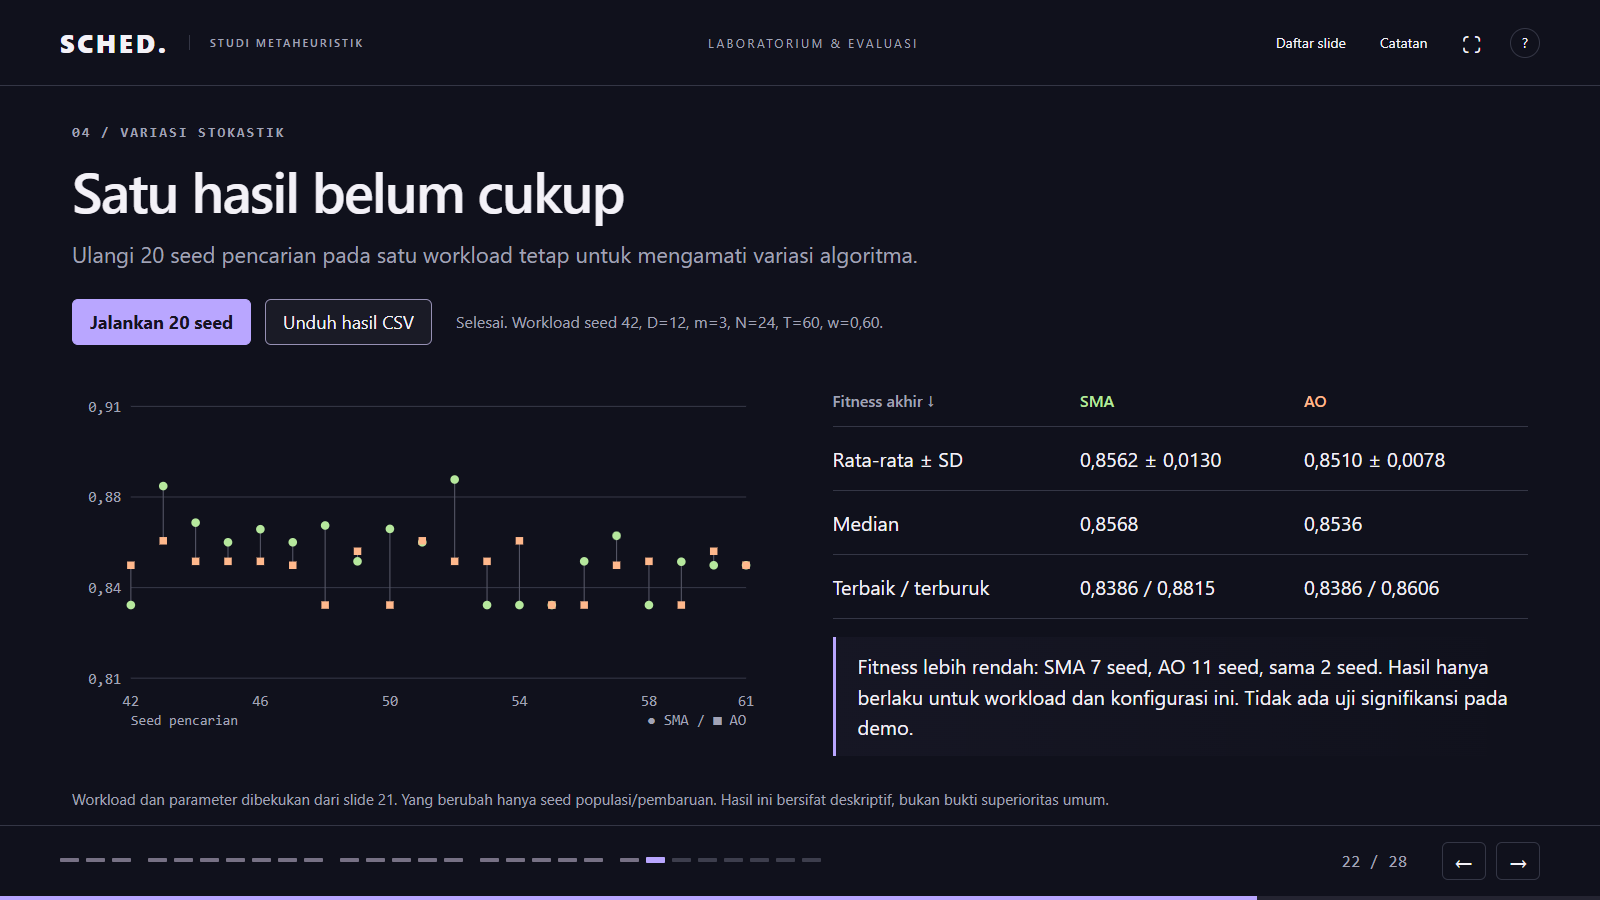 SCHED.
STUDI METAHEURISTIK
LABORATORIUM & EVALUASI
Daftar slide
Catatan
?
04 / VARIASI STOKASTIK
Satu hasil belum cukup
Ulangi 20 seed pencarian pada satu workload tetap untuk mengamati variasi algoritma.
Jalankan 20 seed
Unduh hasil CSV
Selesai. Workload seed 42, D=12, m=3, N=24, T=60, w=0,60.
0,91
0,88
0,84
0,81
42 46 50 54 58 61
Seed pencarian
● SMA / ■ AO
Fitness akhir ↓ SMA AO
Rata-rata ± SD 0,8562 ± 0,0130 0,8510 ± 0,0078
Median 0,8568 0,8536
Terbaik / terburuk 0,8386 / 0,8815 0,8386 / 0,8606
Fitness lebih rendah: SMA 7 seed, AO 11 seed, sama 2 seed. Hasil hanya
berlaku untuk workload dan konfigurasi ini. Tidak ada uji signifikansi pada
demo.
Workload dan parameter dibekukan dari slide 21. Yang berubah hanya seed populasi/pembaruan. Hasil ini bersifat deskriptif, bukan bukti superioritas umum.
22 / 28
← →